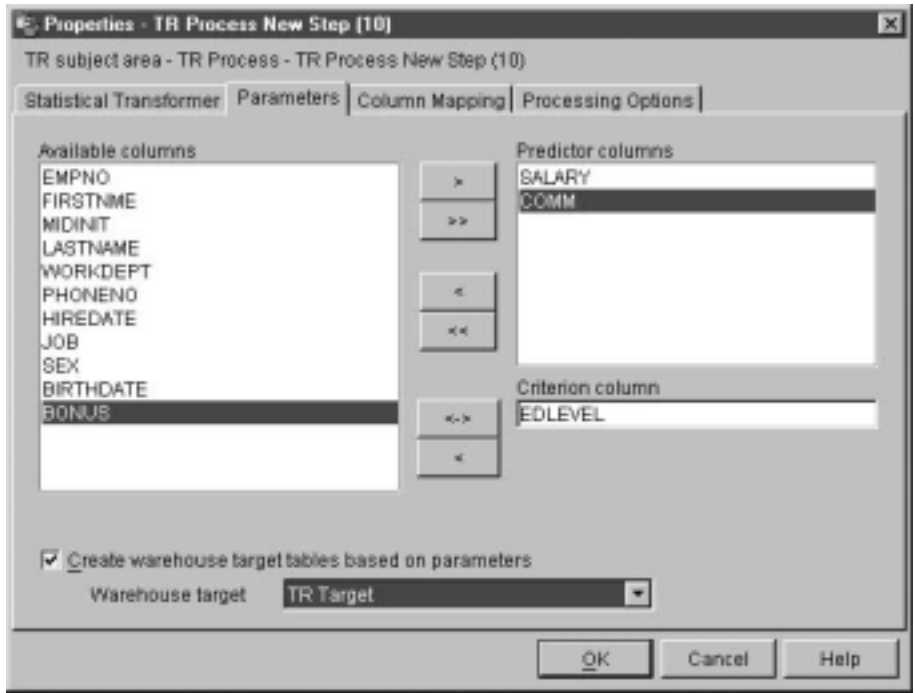 Properties - TR Process New Step (10)
TR subject area - TR Process - TR Process New Step (10)
Statistical Transformer Parameters Column Mapping Processing Options
Available columns
EMPNO
FIRSTNME
MIDINIT
LASTNAME
WORKDEPT
PHONENO
HIREDATE
JOB
SEX
BIRTHDATE
BONUS
>
>>
<
<<
<->
<
Predictor columns
SALARY
COMM
Criterion column
EDLEVEL
Create warehouse target tables based on parameters
Warehouse target TR Target
OK Cancel Help